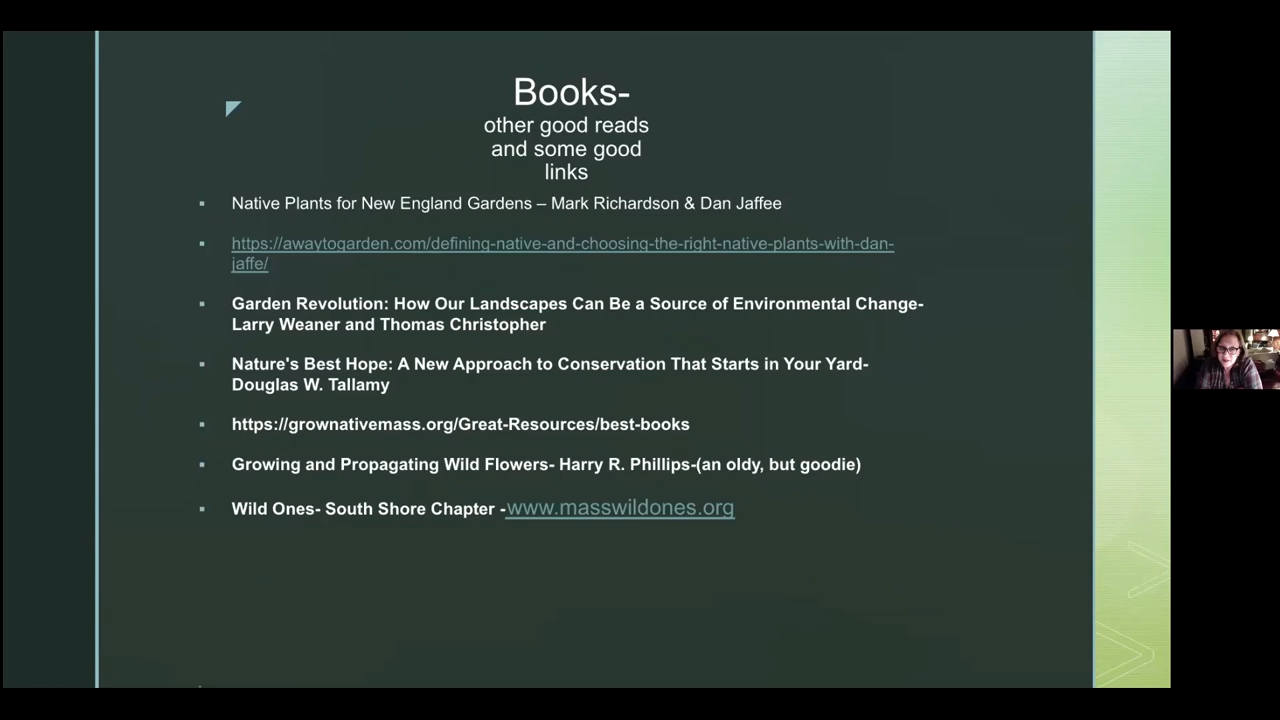 Books-
other good reads
and some good
links
Native Plants for New England Gardens – Mark Richardson & Dan Jaffee
https://awaytogarden.com/defining-native-and-choosing-the-right-native-plants-with-dan-
jaffe/
Garden Revolution: How Our Landscapes Can Be a Source of Environmental Change-
Larry Weaner and Thomas Christopher
Nature's Best Hope: A New Approach to Conservation That Starts in Your Yard-
Douglas W. Tallamy
https://grownativemass.org/Great-Resources/best-books
Growing and Propagating Wild Flowers- Harry R. Phillips-(an oldy, but goodie)
Wild Ones- South Shore Chapter -www.masswildones.org